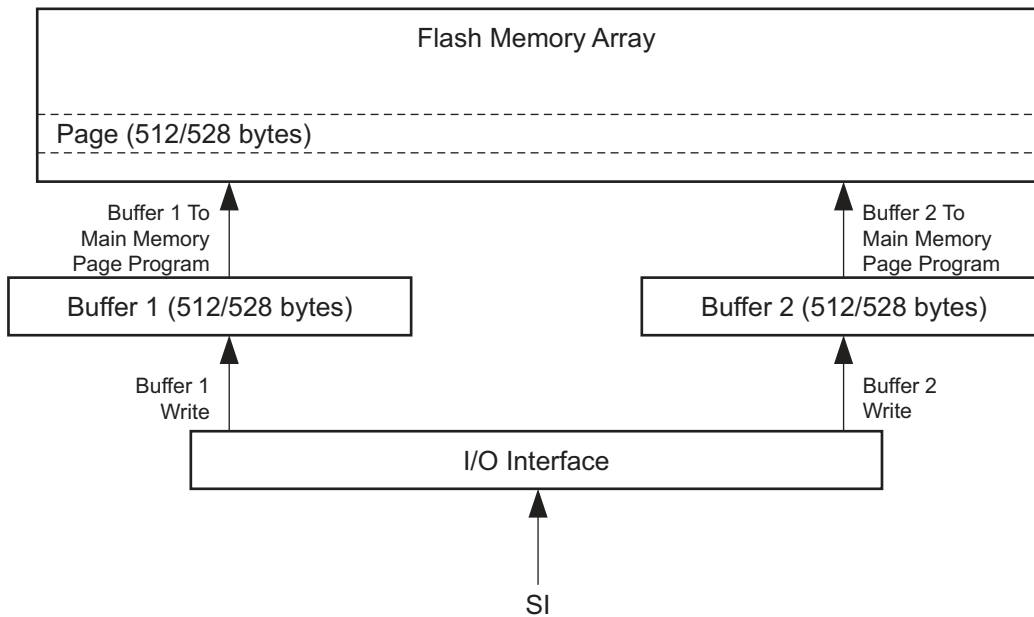 Flash Memory Array
Page (512/528 bytes)
Buffer 1 To
Main Memory
Page Program
Buffer 2 To
Main Memory
Page Program
Buffer 1 (512/528 bytes)
Buffer 2 (512/528 bytes)
Buffer 1
Write
Buffer 2
Write
I/O Interface
SI